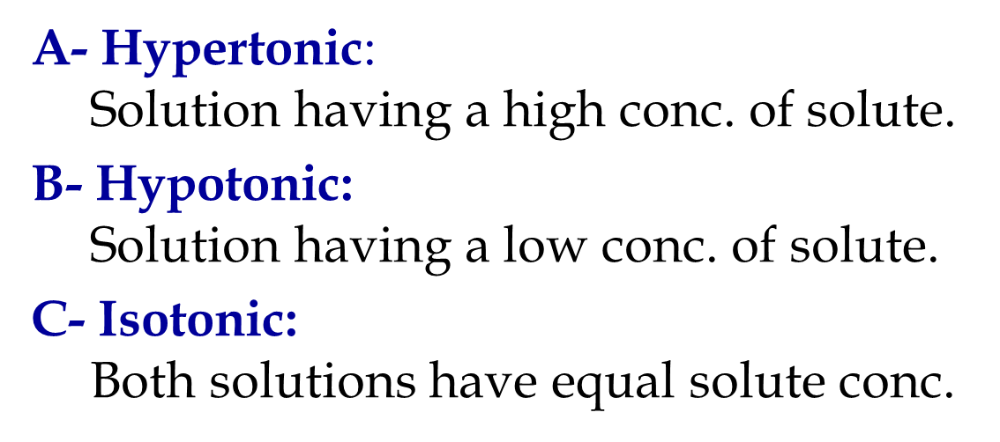 A- Hypertonic:
Solution having a high conc. of solute.
B- Hypotonic:
Solution having a low conc. of solute.
C- Isotonic:
Both solutions have equal solute conc.